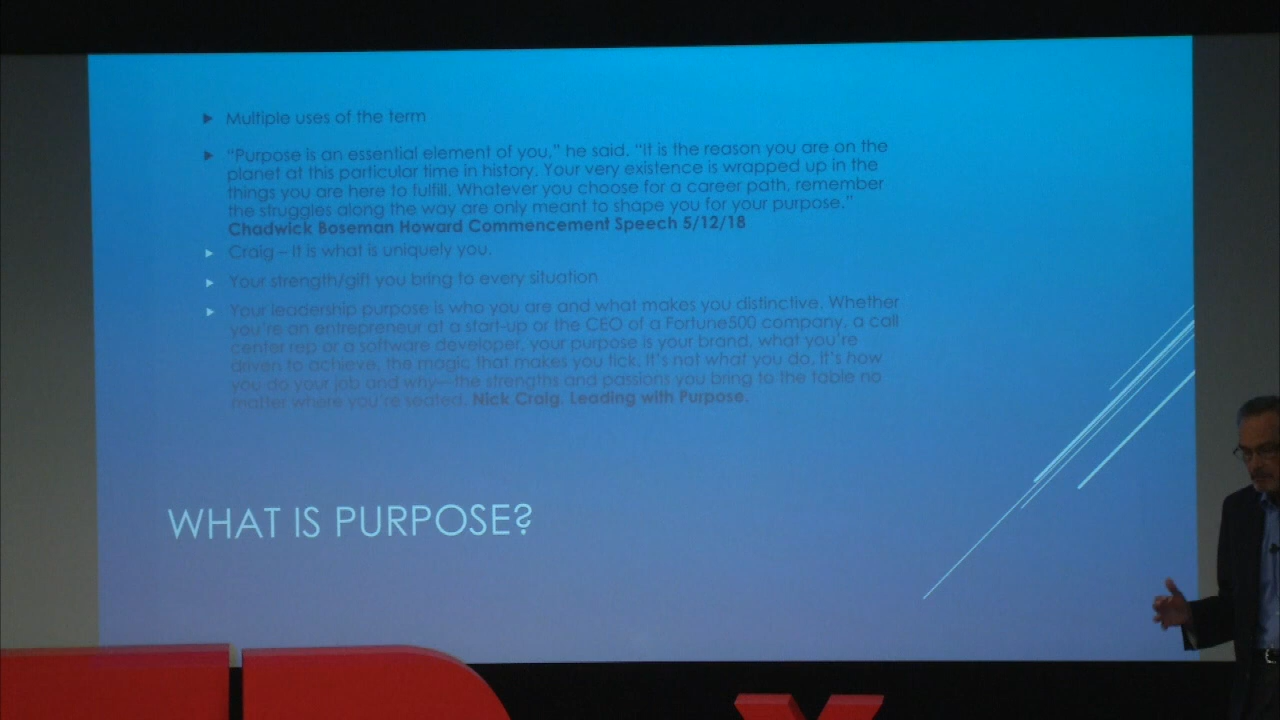 Multiple uses of the term
"Purpose is an essential element of you," he said. "It is the reason you are on the
planet at this particular time in history. Your very existence is wrapped up in the
things you are here to fulfill. Whatever you choose for a career path, remember
the struggles along the way are only meant to shape you for your purpose."
Chadwick Boseman Howard Commencement Speech 5/12/18
Craig – It is what is uniquely you.
Your strength/gift you bring to every situation
Your leadership purpose is who you are and what makes you distinctive. Whether
you're an entrepreneur at a start-up or the CEO of a Fortune500 company, a call
center rep or a software developer, your purpose is your brand, what you're
driven to achieve, the magic that makes you tick. It's not what you do, it's how
you do your job and why—the strengths and passions you bring to the table no
matter where you're seated. Nick Craig. Leading with Purpose.
WHAT IS PURPOSE?
TEDx